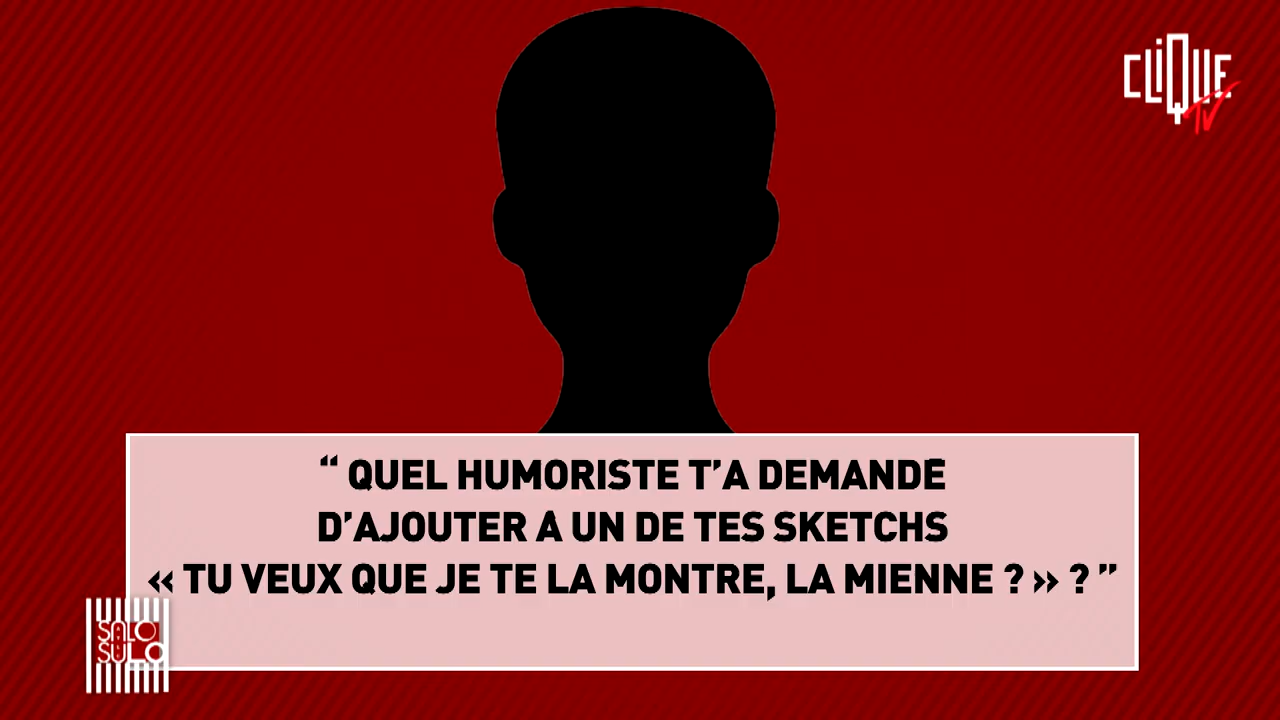 CLIQUE
TV
“ QUEL HUMORISTE T’A DEMANDÉ
D’AJOUTER À UN DE TES SKETCHS
« TU VEUX QUE JE TE LA MONTRE, LA MIENNE ? » ? ”
SALO
SULO